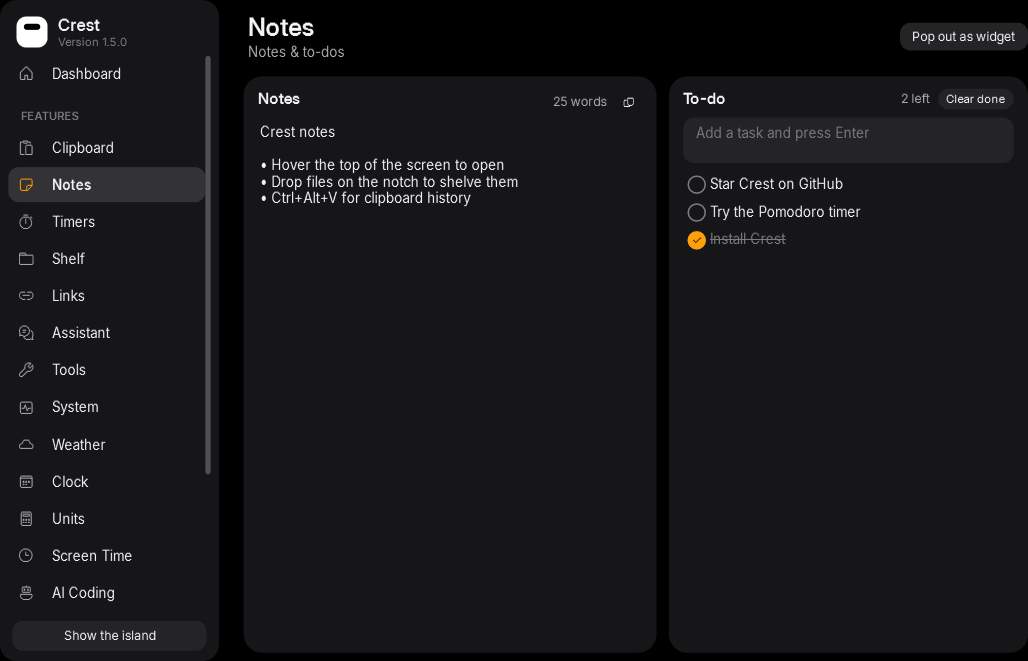 Crest
Version 1.5.0
Dashboard
FEATURES
Clipboard
Notes
Timers
Shelf
Links
Assistant
Tools
System
Weather
Clock
Units
Screen Time
AI Coding
Show the island
Notes
Notes & to-dos
Pop out as widget
Notes
25 words
Crest notes
• Hover the top of the screen to open
• Drop files on the notch to shelve them
• Ctrl+Alt+V for clipboard history
To-do
2 left
Clear done
Add a task and press Enter
Star Crest on GitHub
Try the Pomodoro timer
Install Crest